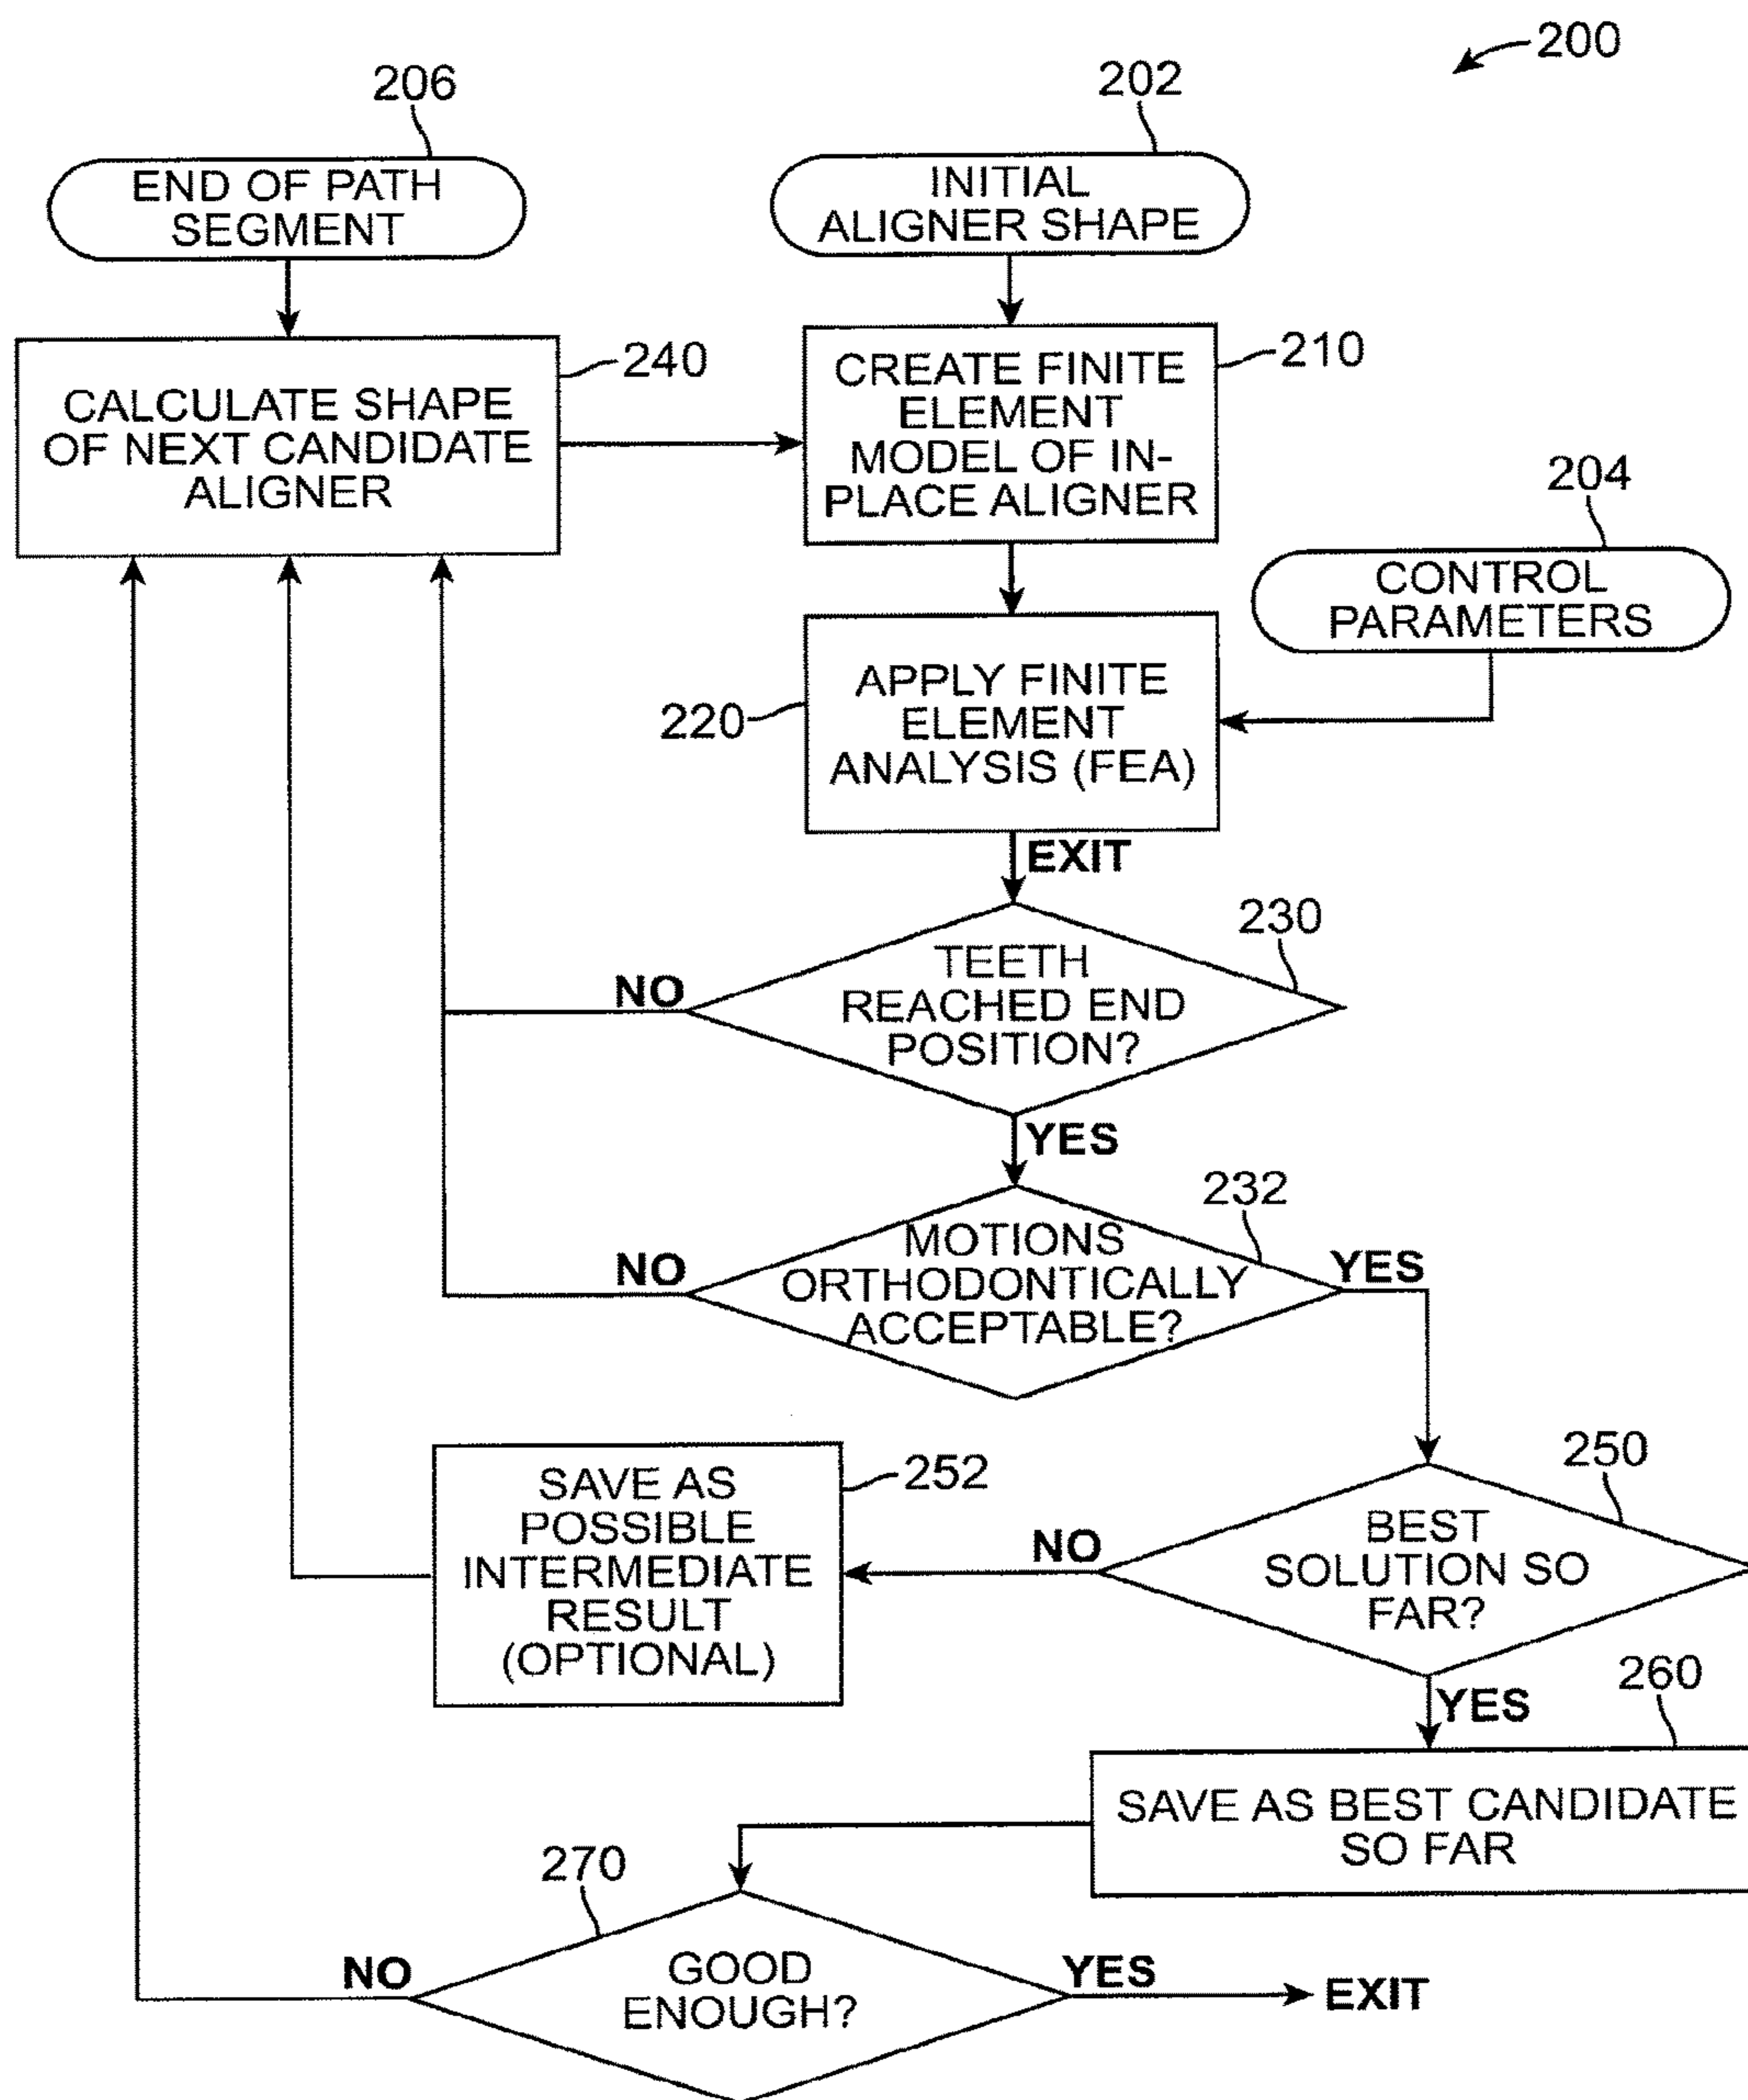 200
206
END OF PATH
SEGMENT
202
INITIAL
ALIGNER SHAPE
240
CALCULATE SHAPE
OF NEXT CANDIDATE
ALIGNER
210
CREATE FINITE
ELEMENT
MODEL OF IN-
PLACE ALIGNER
204
CONTROL
PARAMETERS
220
APPLY FINITE
ELEMENT
ANALYSIS (FEA)
EXIT
230
TEETH
REACHED END
POSITION?
NO
YES
232
MOTIONS
ORTHODONTICALLY
ACCEPTABLE?
NO
YES
250
BEST
SOLUTION SO
FAR?
NO
YES
252
SAVE AS
POSSIBLE
INTERMEDIATE
RESULT
(OPTIONAL)
260
SAVE AS BEST CANDIDATE
SO FAR
270
GOOD
ENOUGH?
NO
YES
EXIT